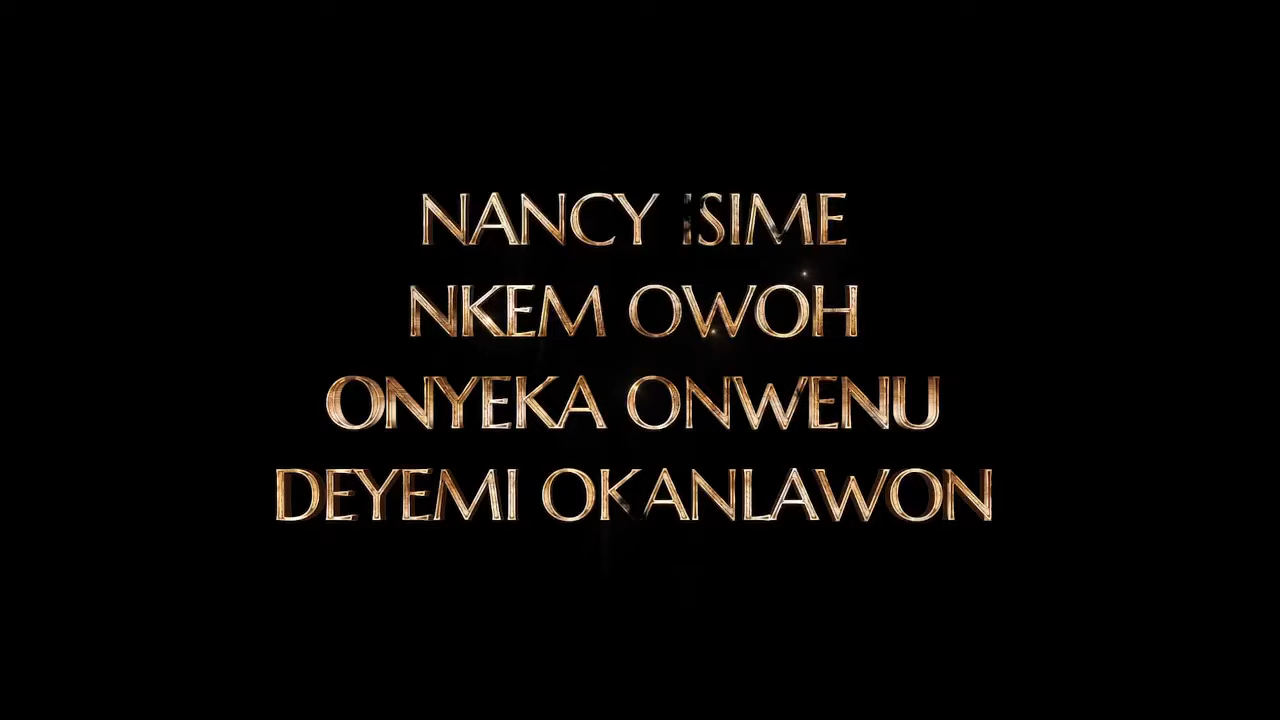 NANCY ISIME
NKEM OWOH
ONYEKA ONWENU
DEYEMI OKANLAWON